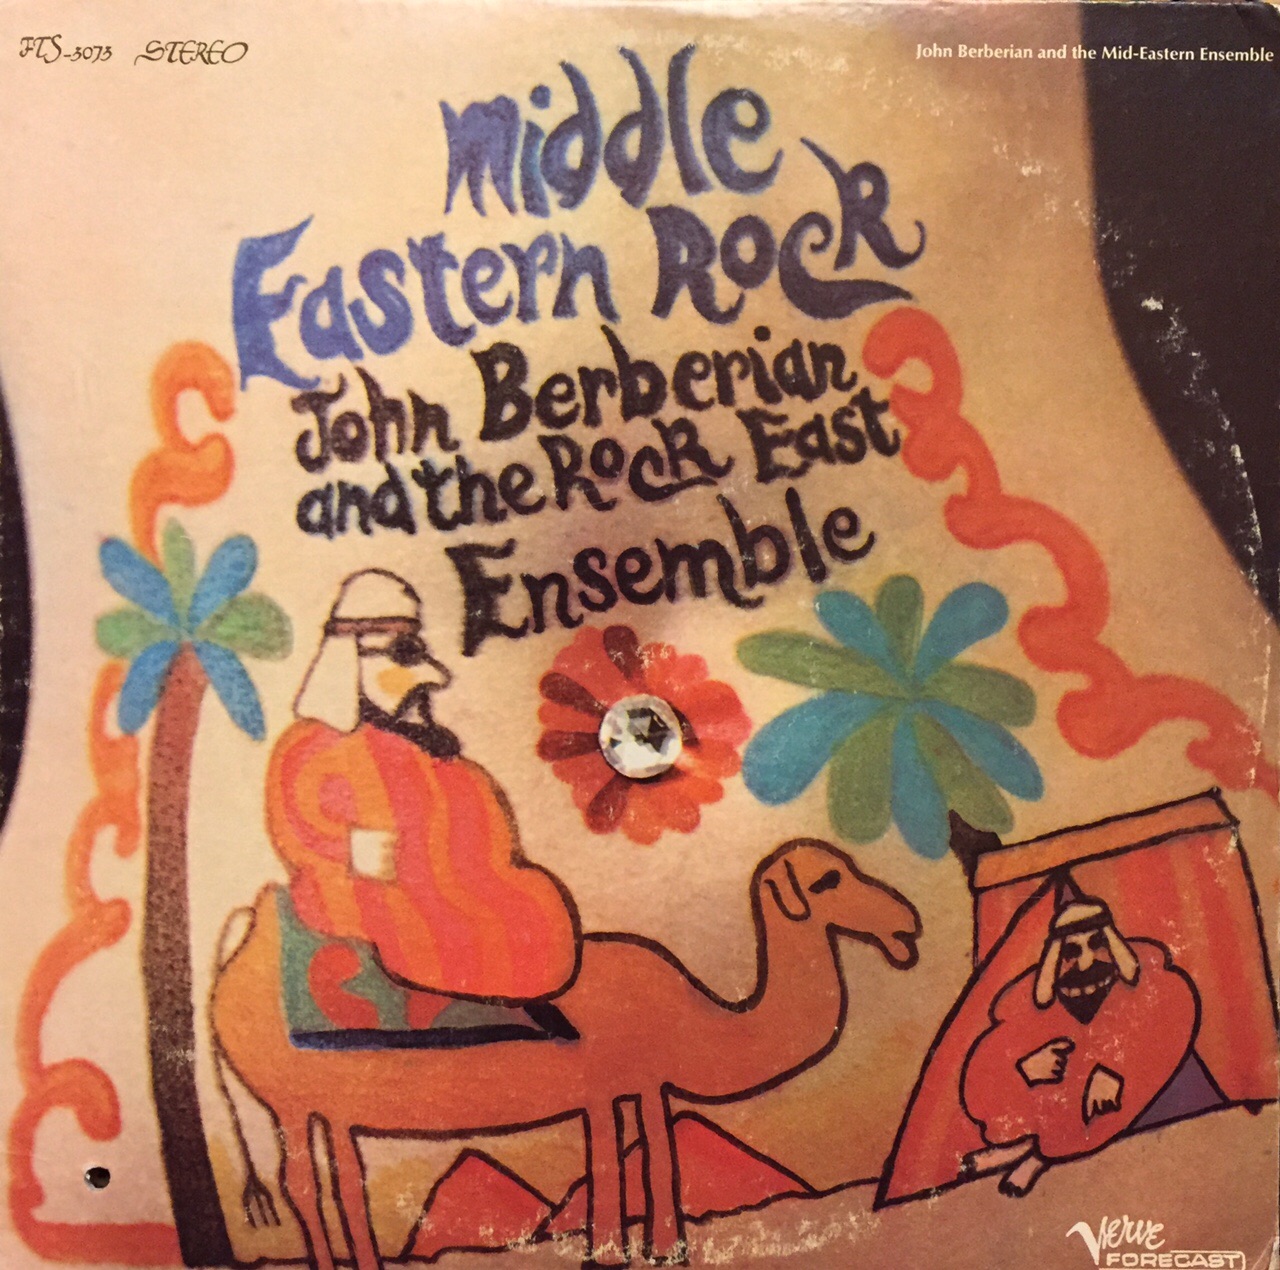 FTS-3073 STEREO
John Berberian and the Mid-Eastern Ensemble
Middle
Eastern Rock
John Berberian
and the Rock East
Ensemble
Verve
FORECAST